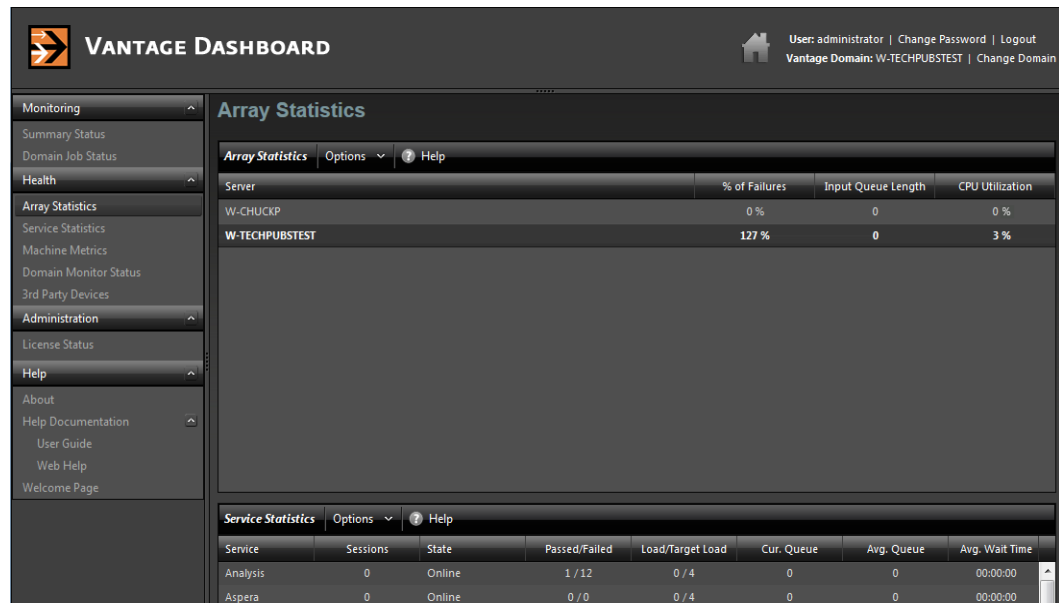 VANTAGE DASHBOARD
User: administrator | Change Password | Logout
Vantage Domain: W-TECHPUBSTEST | Change Domain
Monitoring
Summary Status
Domain Job Status
Health
Array Statistics
Service Statistics
Machine Metrics
Domain Monitor Status
3rd Party Devices
Administration
License Status
Help
About
Help Documentation
User Guide
Web Help
Welcome Page
Array Statistics
Array Statistics Options Help
Server % of Failures Input Queue Length CPU Utilization
W-CHUCKP 0 % 0 0 %
W-TECHPUBSTEST 127 % 0 3 %
Service Statistics Options Help
Service Sessions State Passed/Failed Load/Target Load Cur. Queue Avg. Queue Avg. Wait Time
Analysis 0 Online 1 / 12 0 / 4 0 0 00:00:00
Aspera 0 Online 0 / 0 0 / 4 0 0 00:00:00